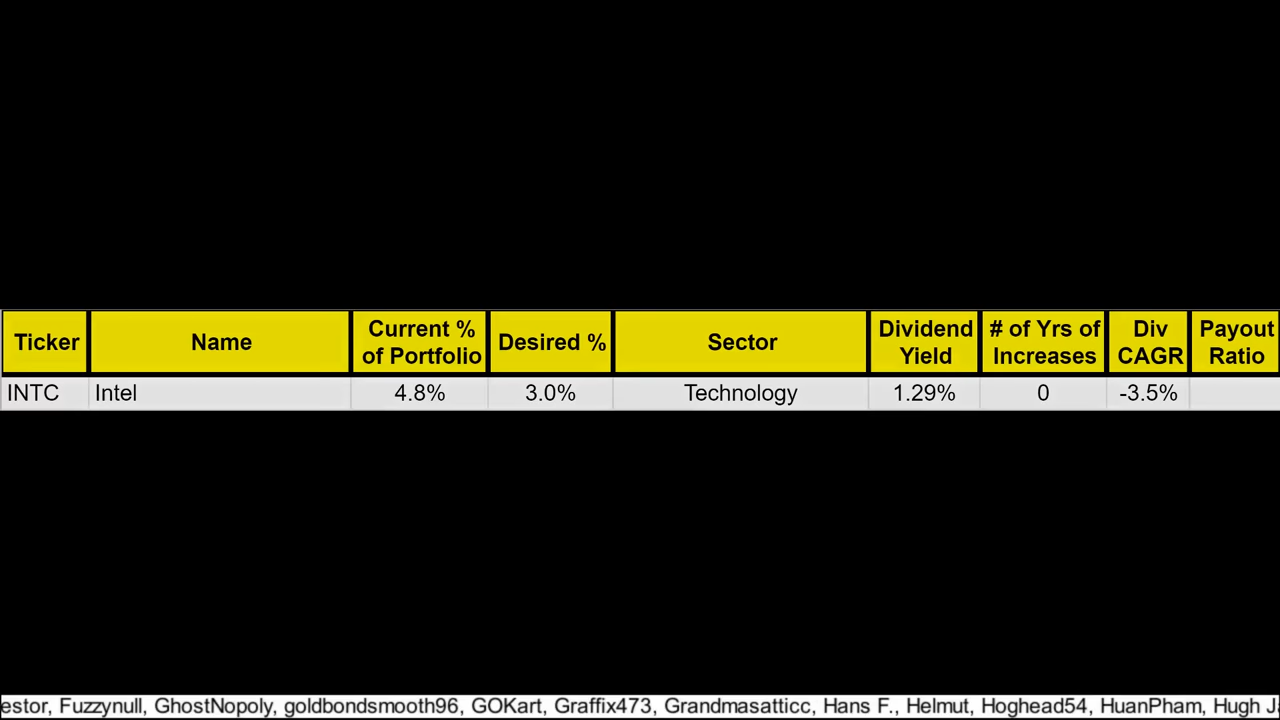 Ticker Name Current % of Portfolio Desired % Sector Dividend Yield # of Yrs of Increases Div CAGR Payout Ratio
INTC Intel 4.8% 3.0% Technology 1.29% 0 -3.5%
estor, Fuzzynull, GhostNopoly, goldbondsmooth96, GOKart, Graffix473, Grandmasatticc, Hans F., Helmut, Hoghead54, HuanPham, Hugh